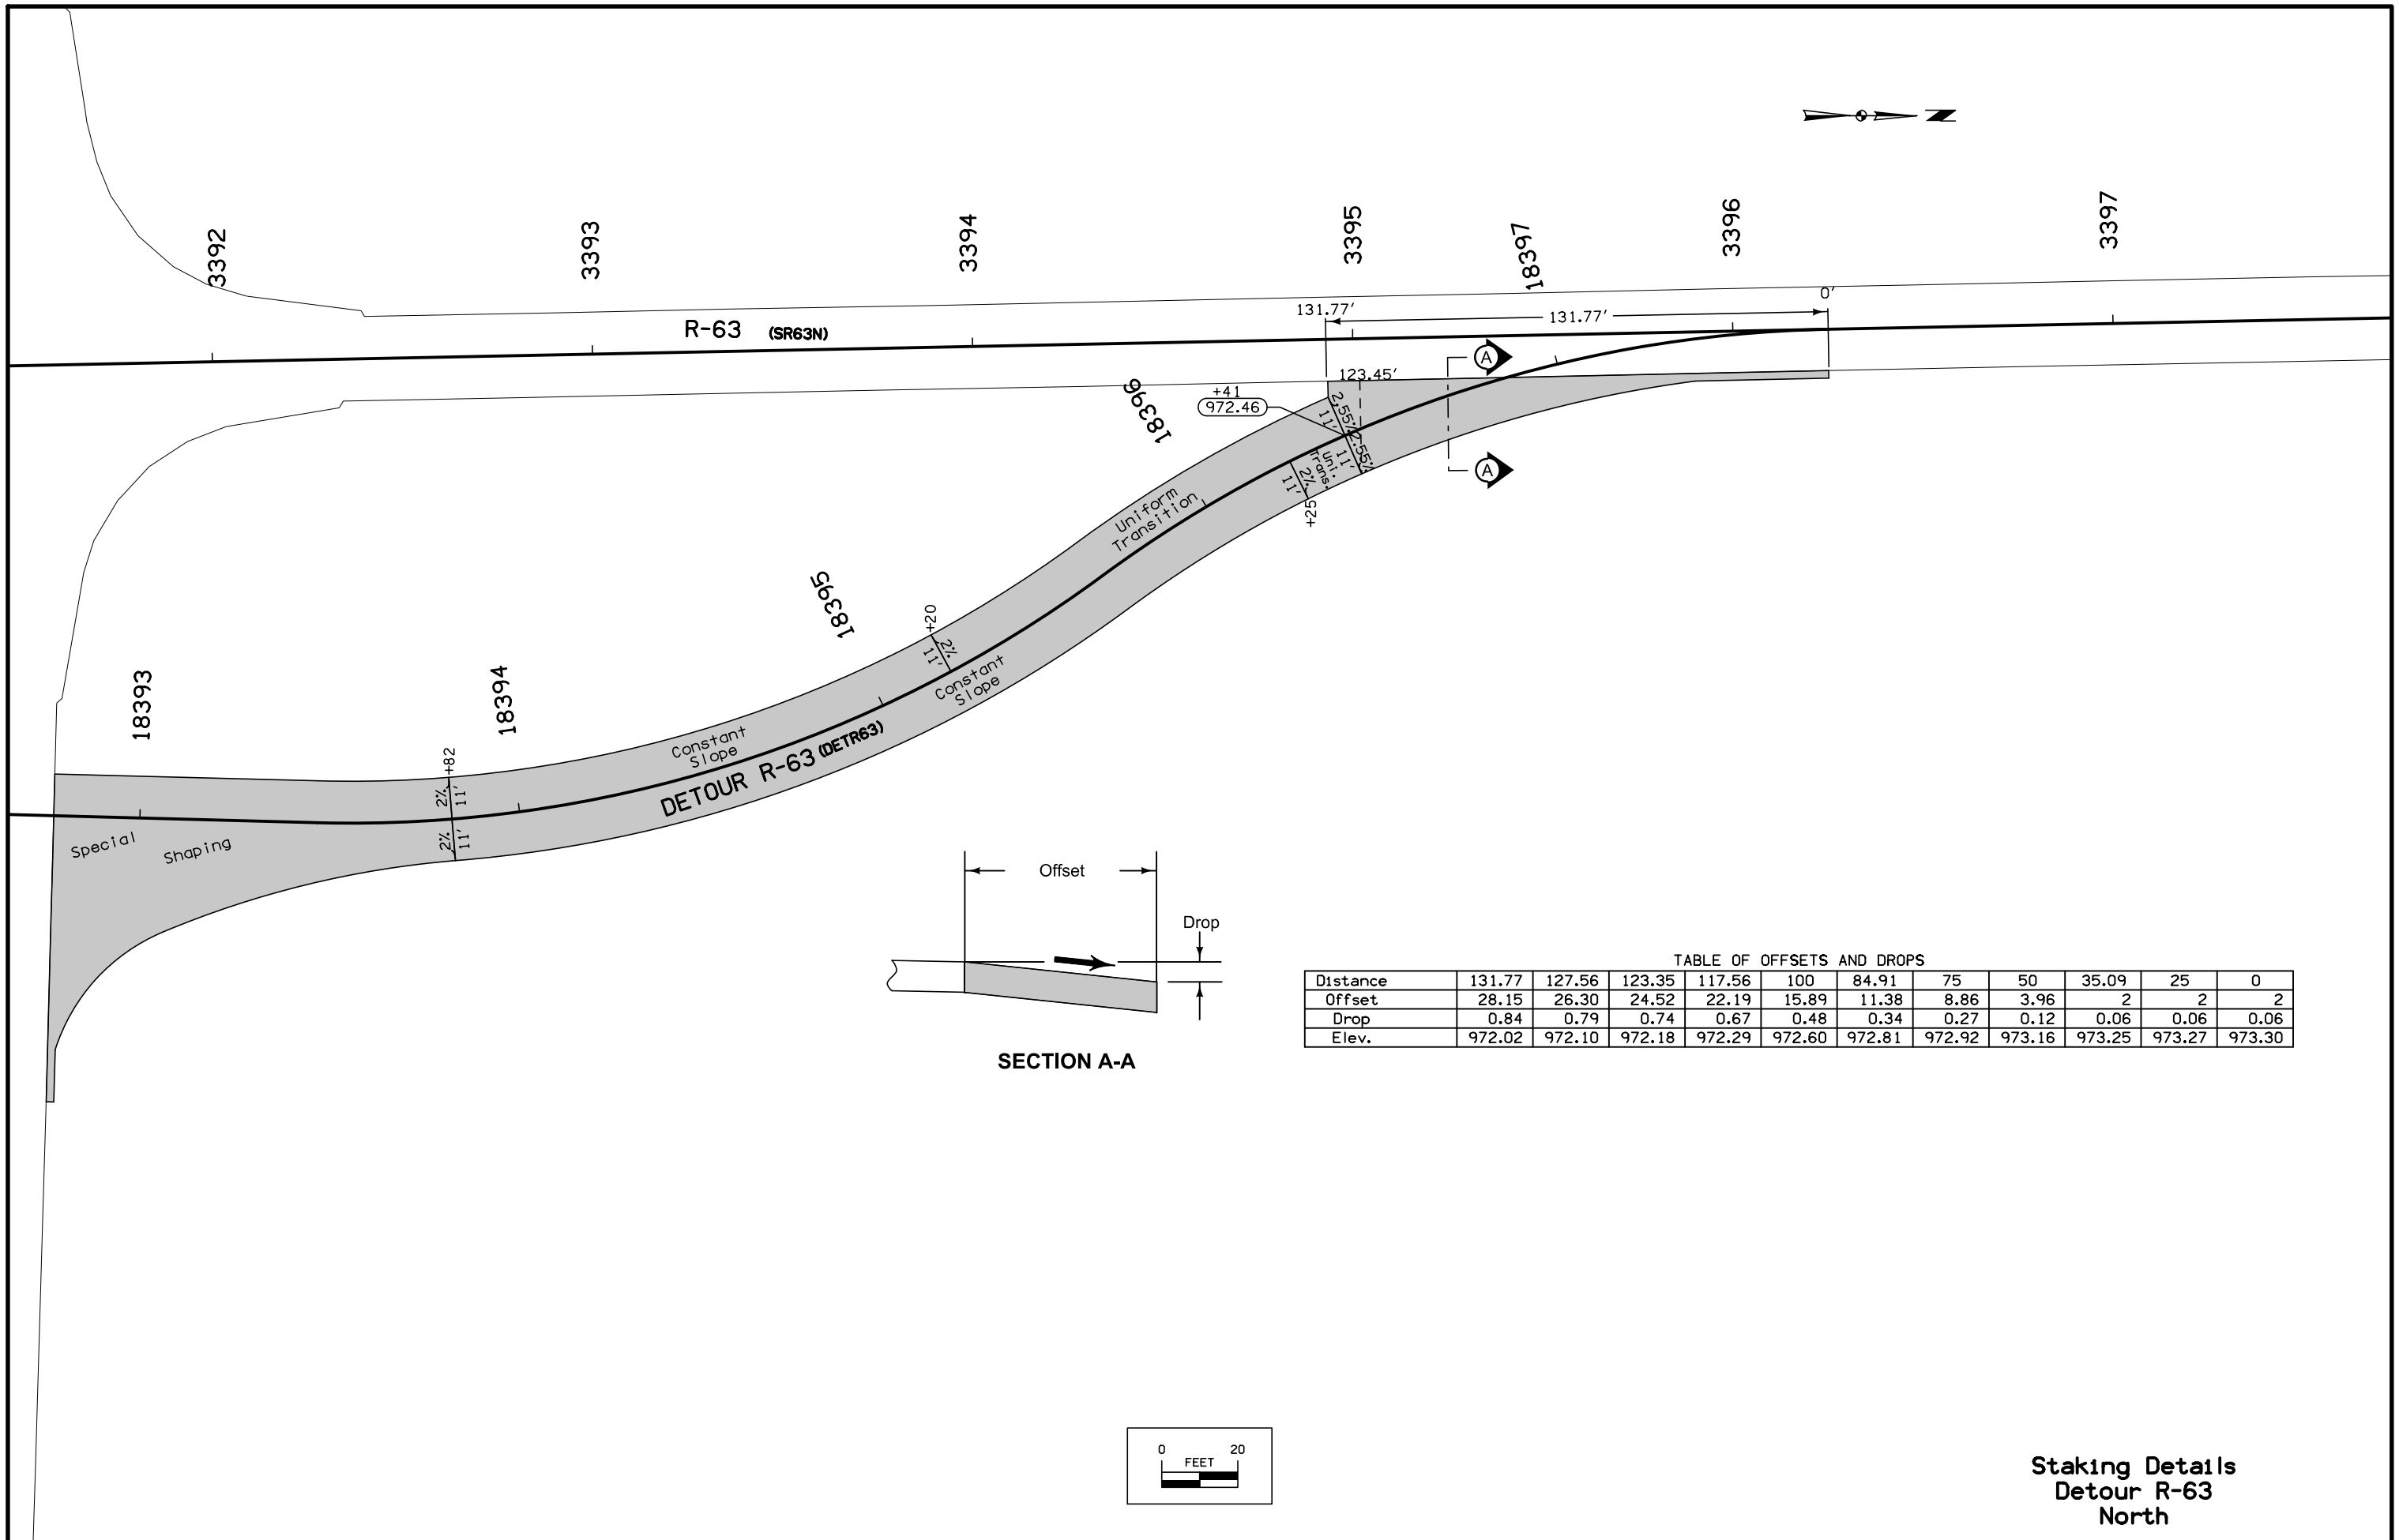 N
3392
3393
3394
3395
18397
3396
3397
R-63 (SR63N)
131.77'
131.77'
0'
A
A
18396
+41
972.46
123.45'
2.55%
11'
2.55%
11'
Uni.
Trans.
2%
11'
+25
Uniform
Transition
+20
2%
11'
18395
Constant
Slope
18394
18393
Constant
Slope
DETOUR R-63 (DETR63)
+82
2%
11'
2%
11'
Special
Shaping
Offset
Drop
SECTION A-A
TABLE OF OFFSETS AND DROPS
Distance 131.77 127.56 123.35 117.56 100 84.91 75 50 35.09 25 0
Offset 28.15 26.30 24.52 22.19 15.89 11.38 8.86 3.96 2 2 2
Drop 0.84 0.79 0.74 0.67 0.48 0.34 0.27 0.12 0.06 0.06 0.06
Elev. 972.02 972.10 972.18 972.29 972.60 972.81 972.92 973.16 973.25 973.27 973.30
0 20
FEET
Staking Details
Detour R-63
North